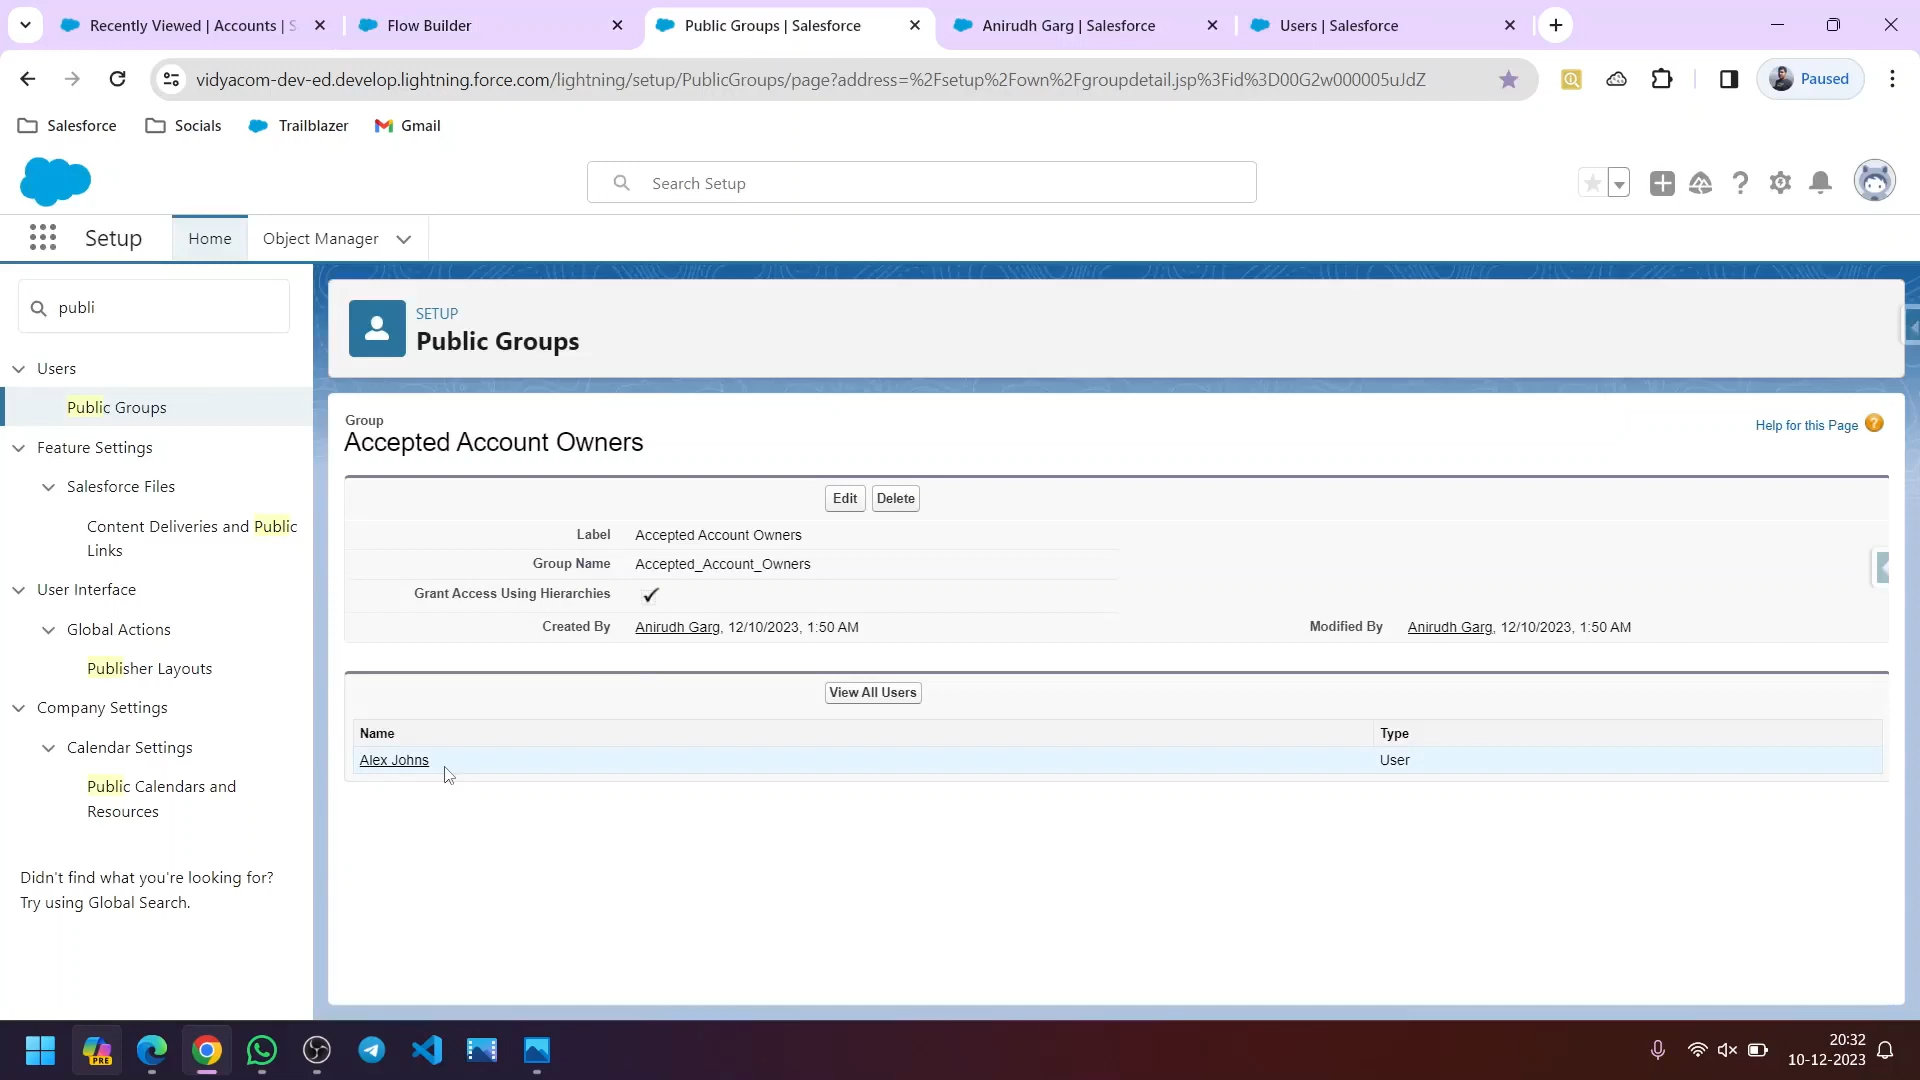 Recently Viewed | Accounts | S
Flow Builder
Public Groups | Salesforce
Anirudh Garg | Salesforce
Users | Salesforce
vidyacom-dev-ed.develop.lightning.force.com/lightning/setup/PublicGroups/page?address=%2Fsetup%2Fown%2Fgroupdetail.jsp%3Fid%3D00G2w000005uJdZ
Paused
Salesforce
Socials
Trailblazer
Gmail
Search Setup
Setup
Home
Object Manager
publi
Users
Public Groups
Feature Settings
Salesforce Files
Content Deliveries and Public
Links
User Interface
Global Actions
Publisher Layouts
Company Settings
Calendar Settings
Public Calendars and
Resources
Didn't find what you're looking for?
Try using Global Search.
SETUP
Public Groups
Group
Accepted Account Owners
Help for this Page ?
Edit Delete
Label Accepted Account Owners
Group Name Accepted_Account_Owners
Grant Access Using Hierarchies
Created By Anirudh Garg, 12/10/2023, 1:50 AM
Modified By Anirudh Garg, 12/10/2023, 1:50 AM
View All Users
Name Type
Alex Johns User
PRE
20:32
10-12-2023